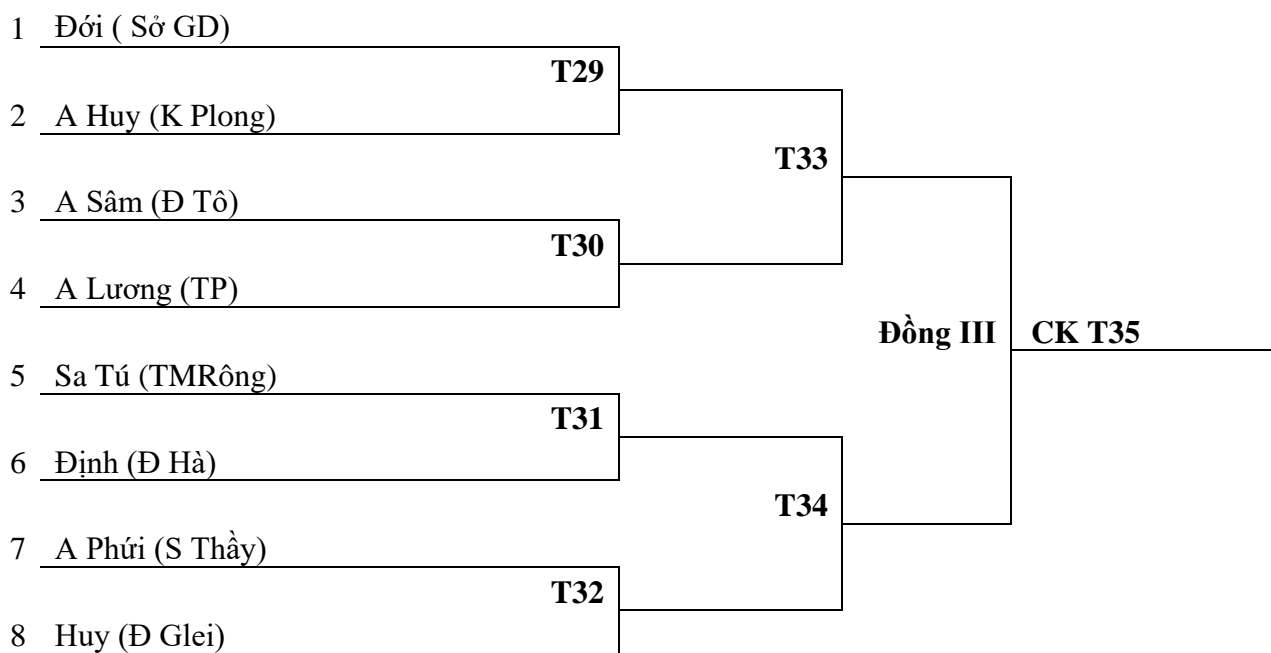 1 Đới ( Sở GD)
T29
2 A Huy (K Plong)
T33
3 A Sâm (Đ Tô)
T30
4 A Lương (TP)
Đồng III CK T35
5 Sa Tú (TMRông)
T31
6 Định (Đ Hà)
T34
7 A Phứi (S Thầy)
T32
8 Huy (Đ Glei)